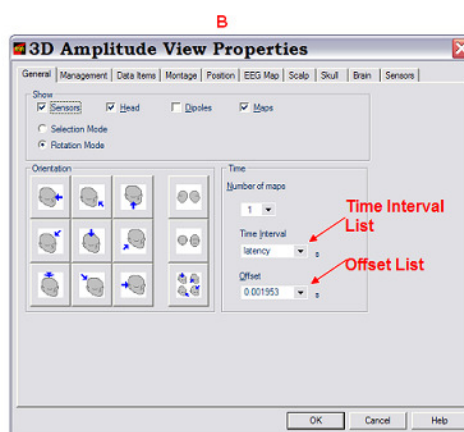 B
3D Amplitude View Properties
General Management Data Items Montage Position EEG Map Scalp Skull Brain Sensors
Show
Sensors Head Dipoles Maps
Selection Mode
Rotation Mode
Orientation
Time
Number of maps
1
Time Interval
latency s
Time Interval
List
Offset
0.001953 s
Offset List
OK Cancel Help